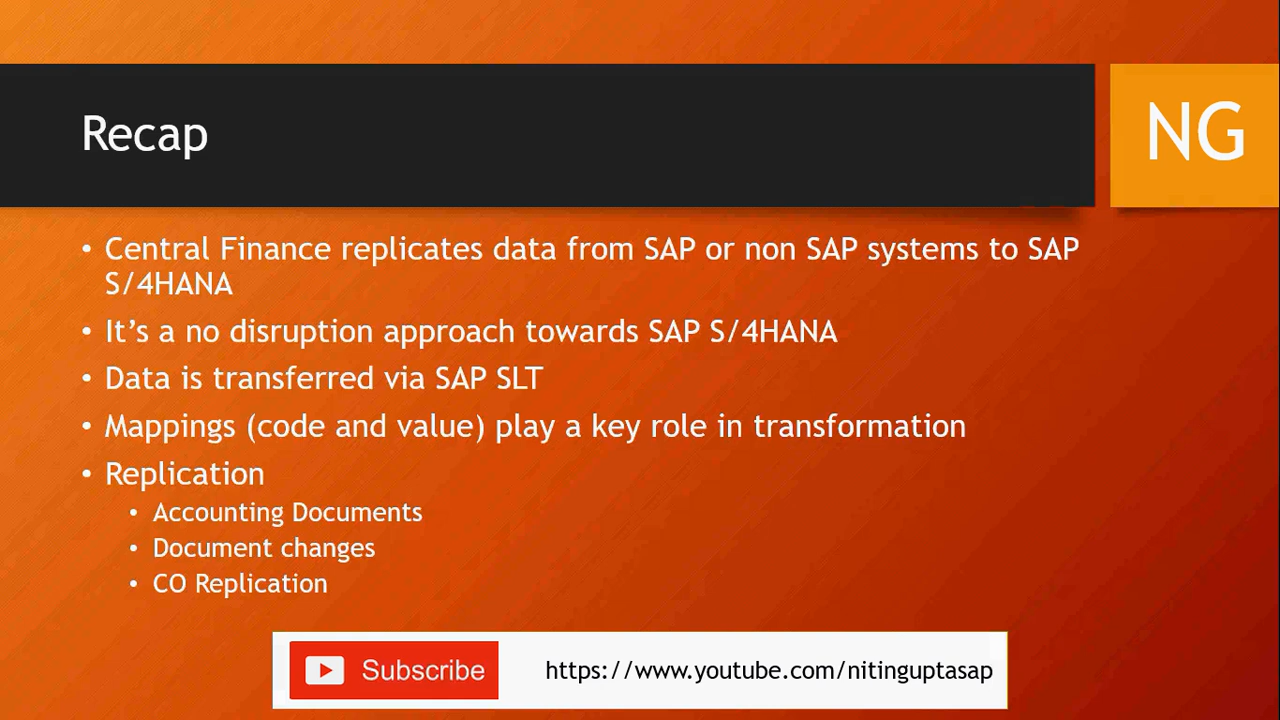 Recap
NG
• Central Finance replicates data from SAP or non SAP systems to SAP
S/4HANA
• It’s a no disruption approach towards SAP S/4HANA
• Data is transferred via SAP SLT
• Mappings (code and value) play a key role in transformation
• Replication
• Accounting Documents
• Document changes
• CO Replication
Subscribe https://www.youtube.com/nitinguptasap